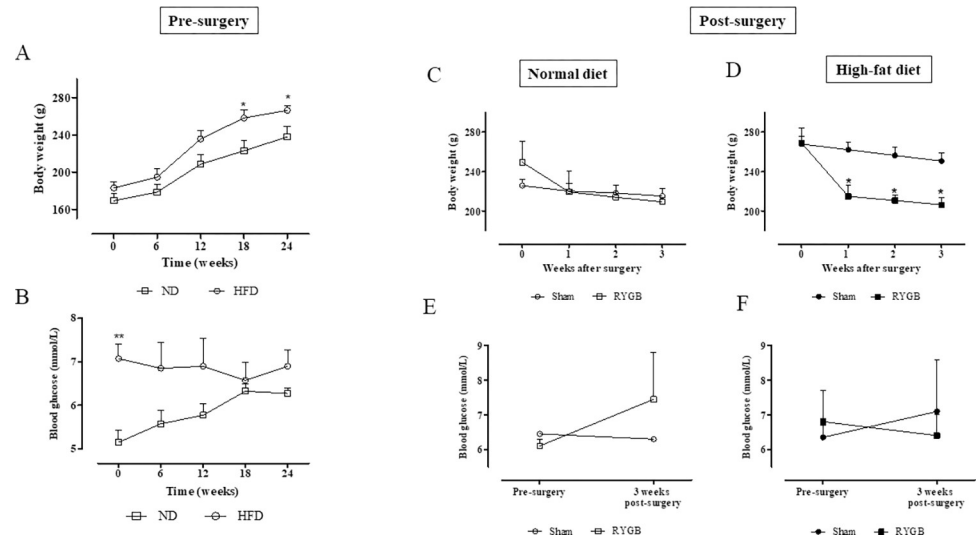 Pre-surgery
Post-surgery
A
Body weight (g)
280
240
200
160
*
*
0 6 12 18 24
Time (weeks)
ND HFD
B
Blood glucose (mmol/L)
8
7
6
5
**
0 6 12 18 24
Time (weeks)
ND HFD
C
Normal diet
Body weight (g)
280
240
200
0 1 2 3
Weeks after surgery
Sham RYGB
D
High-fat diet
Body weight (g)
280
240
200
* * *
0 1 2 3
Weeks after surgery
Sham RYGB
E
Blood glucose (mmol/L)
9
8
7
6
Pre-surgery 3 weeks
post-surgery
Sham RYGB
F
Blood glucose (mmol/L)
9
8
7
6
Pre-surgery 3 weeks
post-surgery
Sham RYGB